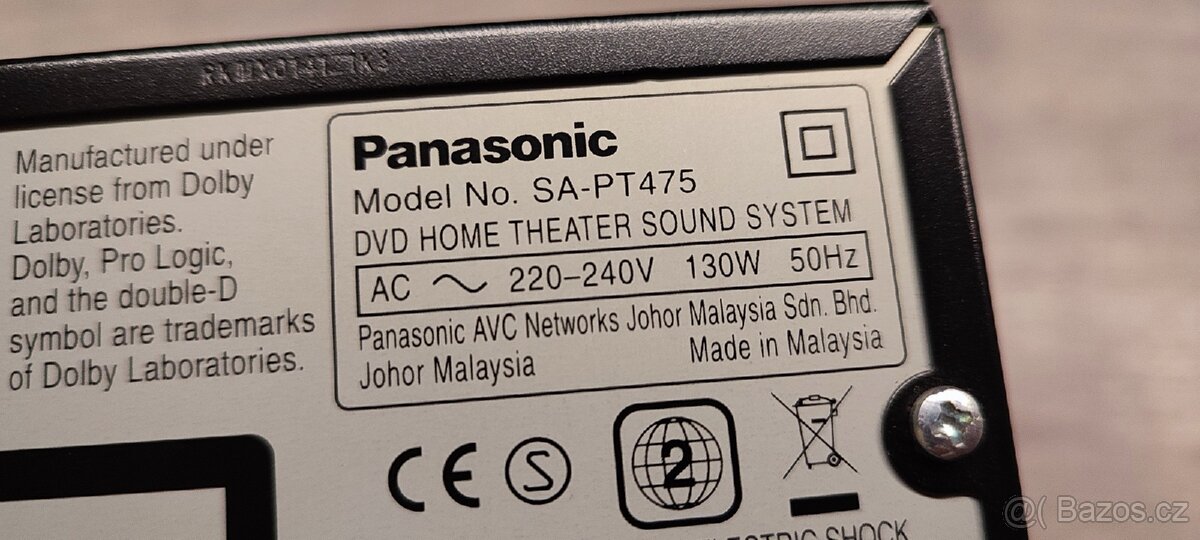 Manufactured under
license from Dolby
Laboratories.
Dolby, Pro Logic,
and the double-D
symbol are trademarks
of Dolby Laboratories.
Panasonic
Model No. SA-PT475
DVD HOME THEATER SOUND SYSTEM
AC 220–240V 130W 50Hz
Panasonic AVC Networks Johor Malaysia Sdn. Bhd.
Johor Malaysia Made in Malaysia
CE S 2
SHOCK
@( Bazos.cz